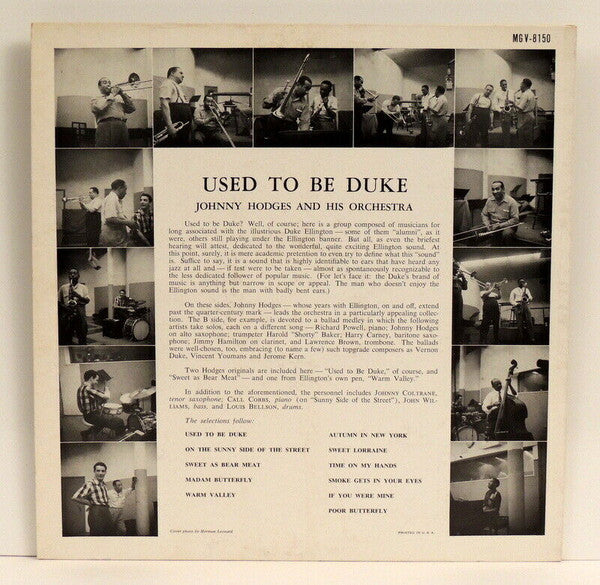 MGV-8150
USED TO BE DUKE
JOHNNY HODGES AND HIS ORCHESTRA
Used to be Duke? Well, of course; here is a group composed of musicians for
long associated with the illustrious Duke Ellington — some of them "alumni", as it
were, others still playing under the Ellington banner. But all, as even the briefest
hearing will attest, dedicated to the wonderful, quite exciting Ellington sound. At
this point, surely, it is mere academic pretension to even try to define what this "sound"
is. Suffice to say, it is a sound that is highly identifiable to ears that have heard any
jazz at all and — if test were to be taken — almost as spontaneously recognizable to
the less dedicated follower of popular music. (For let's face it: the Duke's brand of
music is anything but narrow in scope or appeal. The man who doesn't enjoy the
Ellington sound is the man with badly bent ears.)
On these sides, Johnny Hodges — whose years with Ellington, on and off, extend
past the quarter-century mark — leads the orchestra in a particularly appealing collec-
tion. The B side, for example, is devoted to a ballad medley in which the following
artists take solos, each on a different song — Richard Powell, piano; Johnny Hodges
on alto saxophone; trumpeter Harold "Shorty" Baker; Harry Carney, baritone saxo-
phone; Jimmy Hamilton on clarinet, and Lawrence Brown, trombone. The ballads
were well-chosen, too, embracing (to name a few) such topgrade composers as Vernon
Duke, Vincent Youmans and Jerome Kern.
Two Hodges originals are included here — "Used to Be Duke," of course, and
"Sweet as Bear Meat" — and one from Ellington's own pen, "Warm Valley."
In addition to the aforementioned, the personnel includes JOHNNY COLTRANE,
tenor saxophone; CALL COBBS, piano (on "Sunny Side of the Street"), JOHN WIL-
LIAMS, bass, and LOUIS BELLSON, drums.
The selections follow:
USED TO BE DUKE
ON THE SUNNY SIDE OF THE STREET
SWEET AS BEAR MEAT
MADAM BUTTERFLY
WARM VALLEY
AUTUMN IN NEW YORK
SWEET LORRAINE
TIME ON MY HANDS
SMOKE GETS IN YOUR EYES
IF YOU WERE MINE
POOR BUTTERFLY
Cover photo by Herman Leonard
PRINTED IN U.S.A.